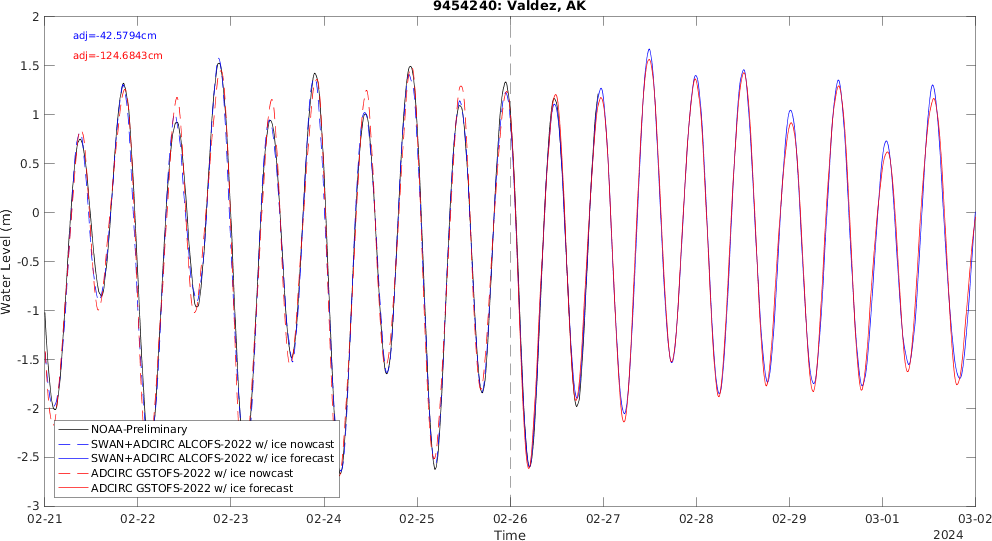 9454240: Valdez, AK
adj=-42.5794cm
adj=-124.6843cm
2
1.5
1
0.5
0
-0.5
-1
-1.5
-2
-2.5
-3
Water Level (m)
NOAA-Preliminary
SWAN+ADCIRC ALCOFS-2022 w/ ice nowcast
SWAN+ADCIRC ALCOFS-2022 w/ ice forecast
ADCIRC GSTOFS-2022 w/ ice nowcast
ADCIRC GSTOFS-2022 w/ ice forecast
02-21 02-22 02-23 02-24 02-25 02-26 02-27 02-28 02-29 03-01 03-02
Time
2024